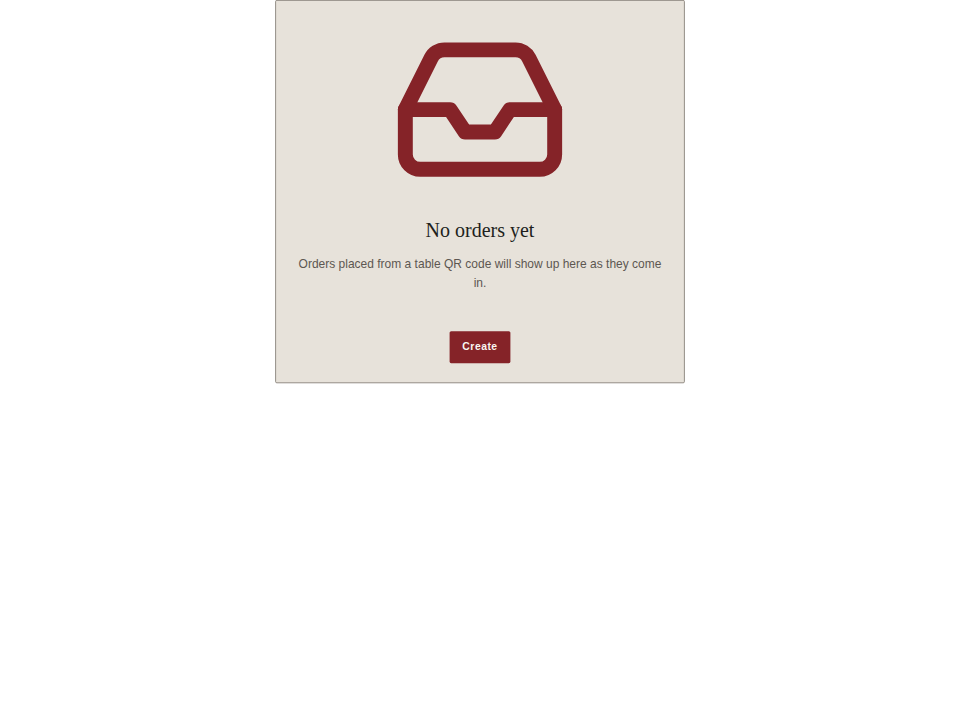 No orders yet
Orders placed from a table QR code will show up here as they come
in.
Create